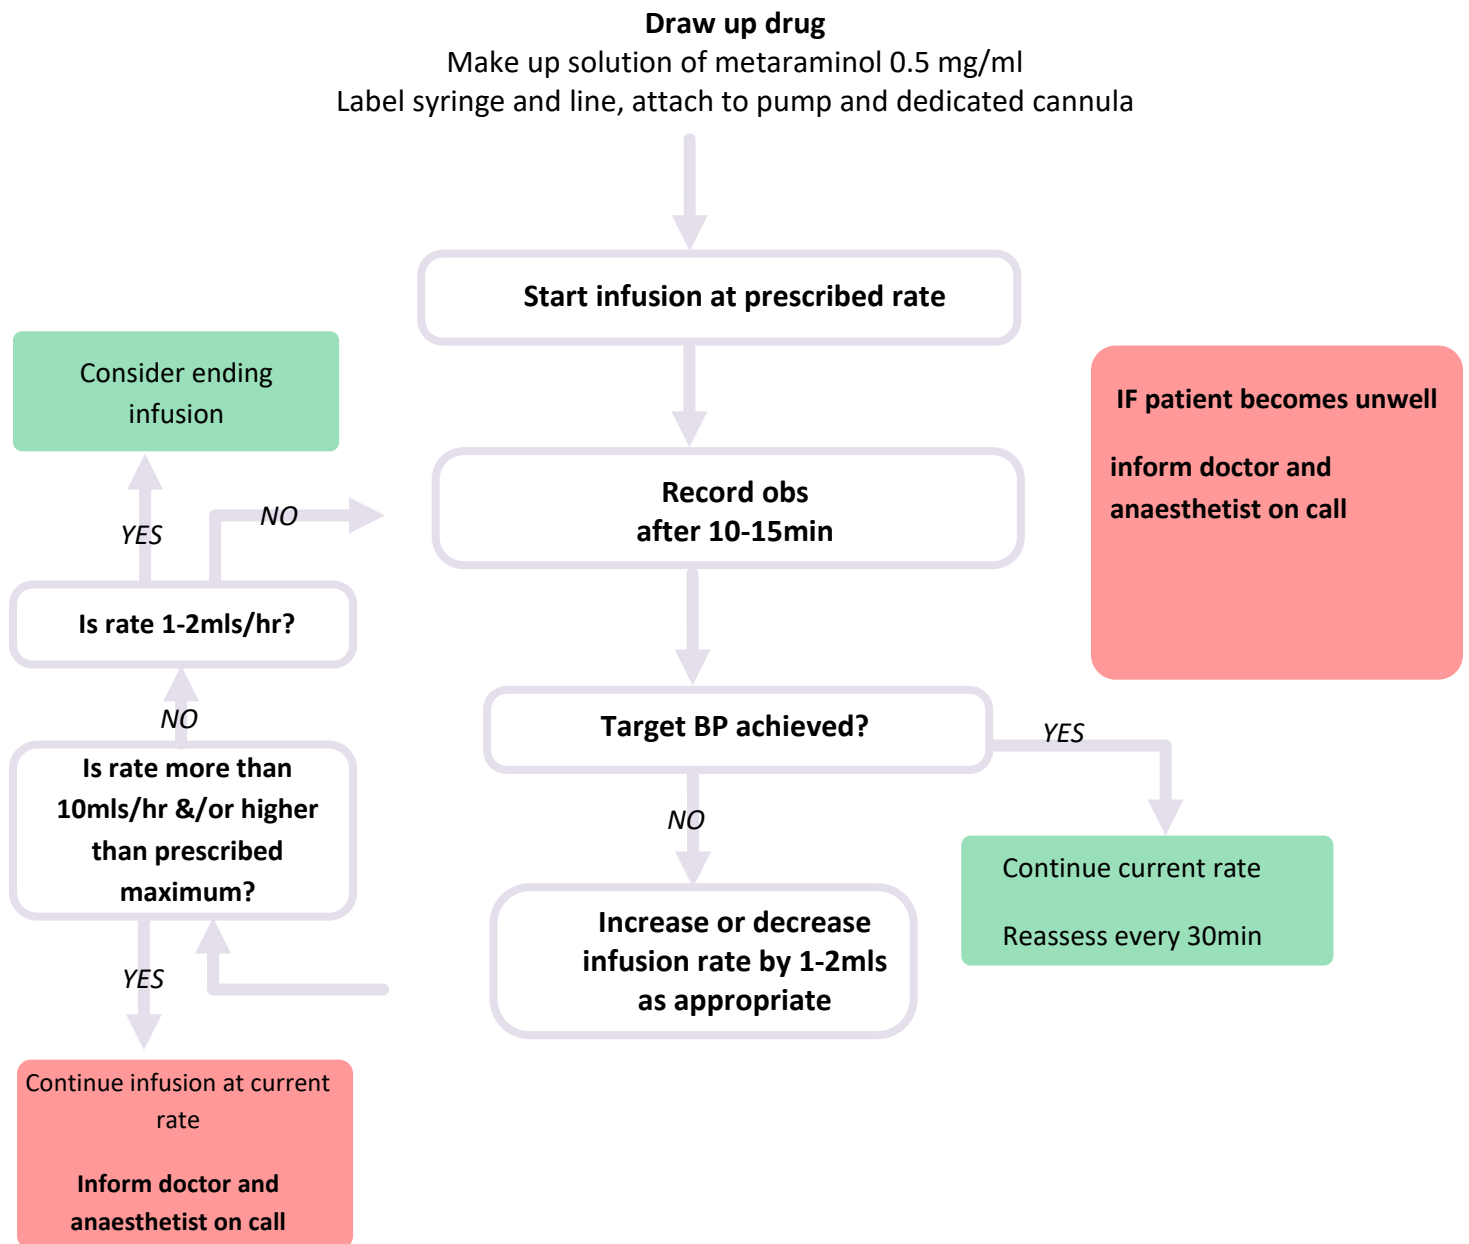 Draw up drug
Make up solution of metaraminol 0.5 mg/ml
Label syringe and line, attach to pump and dedicated cannula
Start infusion at prescribed rate
Consider ending
infusion
IF patient becomes unwell
inform doctor and
anaesthetist on call
Record obs
after 10-15min
YES
NO
Is rate 1-2mls/hr?
NO
Target BP achieved?
YES
Is rate more than
10mls/hr &/or higher
than prescribed
maximum?
NO
Continue current rate
Reassess every 30min
Increase or decrease
infusion rate by 1-2mls
as appropriate
YES
Continue infusion at current
rate
Inform doctor and
anaesthetist on call